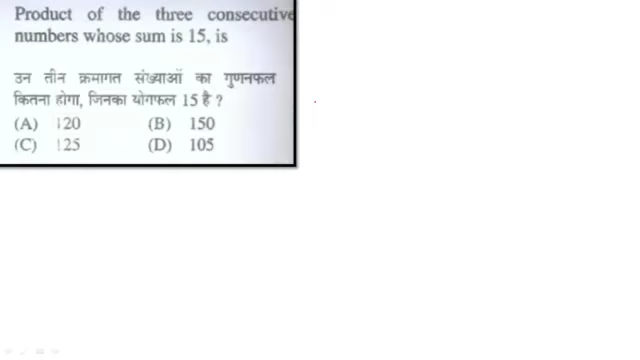 Product of the three consecutive
numbers whose sum is 15, is
उन तीन क्रमागत संख्याओं का गुणनफल
कितना होगा, जिनका योगफल 15 है ?
(A) 120 (B) 150
(C) 125 (D) 105